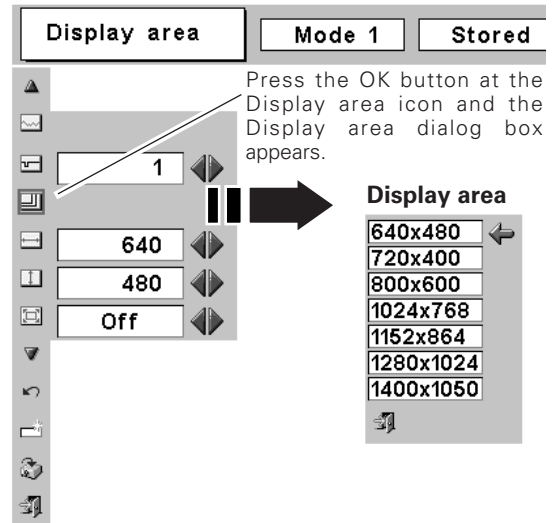 Display area
Mode 1
Stored
Press the OK button at the
Display area icon and the
Display area dialog box
appears.
1
640
480
Off
Display area
640x480
720x400
800x600
1024x768
1152x864
1280x1024
1400x1050